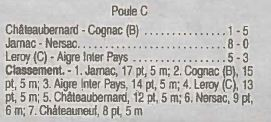 Poule C
Châteaubernard - Cognac (B) ........................ 1 - 5
Jarnac - Nersac............................................. 8 - 0
Leroy (C) - Aigre Inter Pays ......................... 5 - 3
Classement. - 1. Jarnac, 17 pt, 5 m; 2. Cognac (B), 15
pt, 5 m; 3. Aigre Inter Pays, 14 pt, 5 m; 4. Leroy (C), 13
pt, 5 m; 5. Châteaubernard, 12 pt, 5 m; 6. Nersac, 9 pt,
6 m; 7. Châteauneuf, 8 pt, 5 m